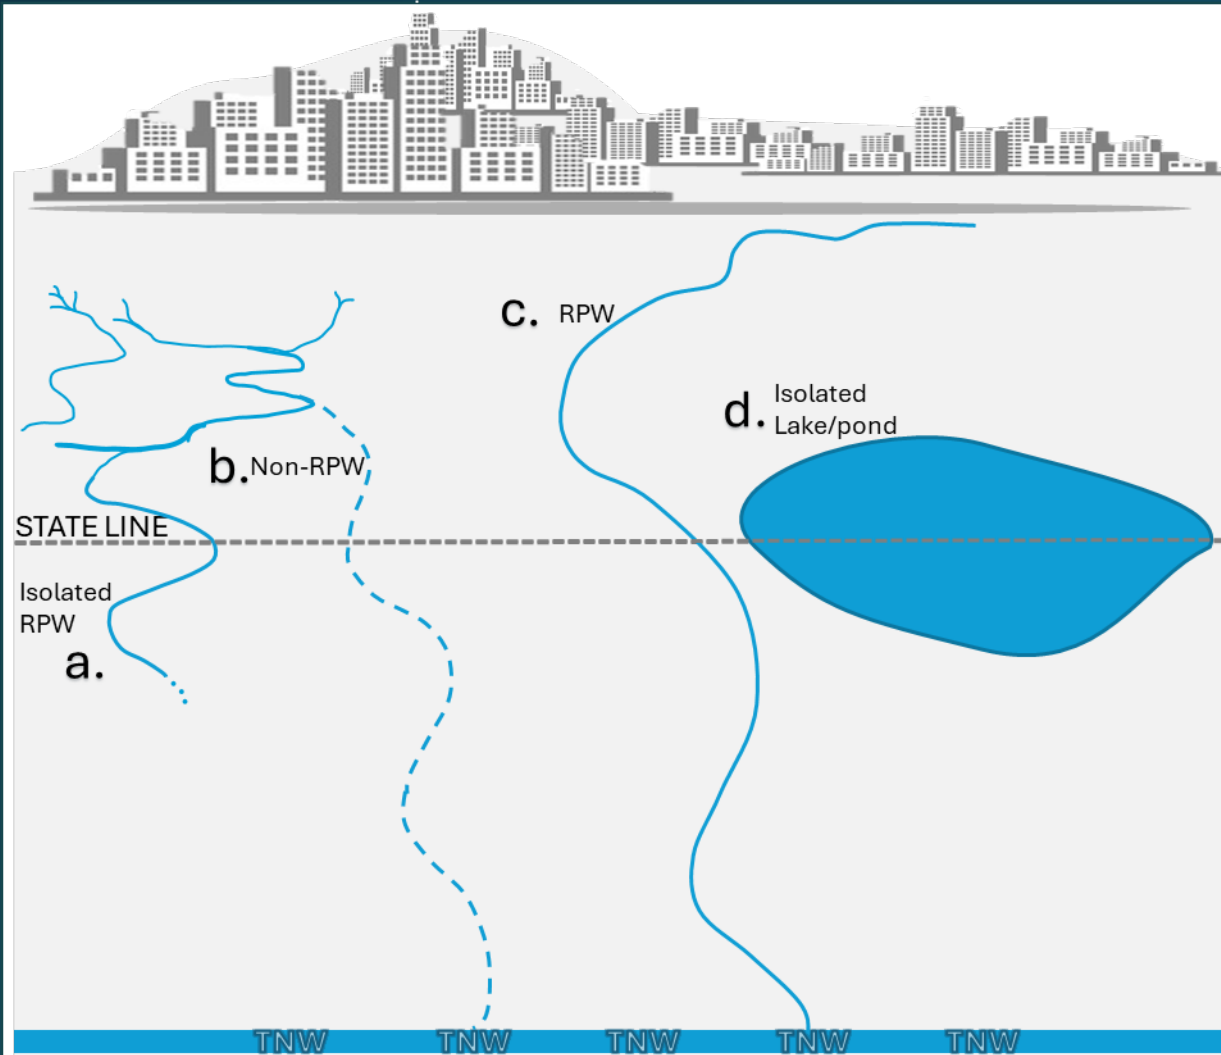 c. RPW
d. Isolated
Lake/pond
b. Non-RPW
STATE LINE
Isolated
RPW
a.
TNW TNW TNW TNW TNW